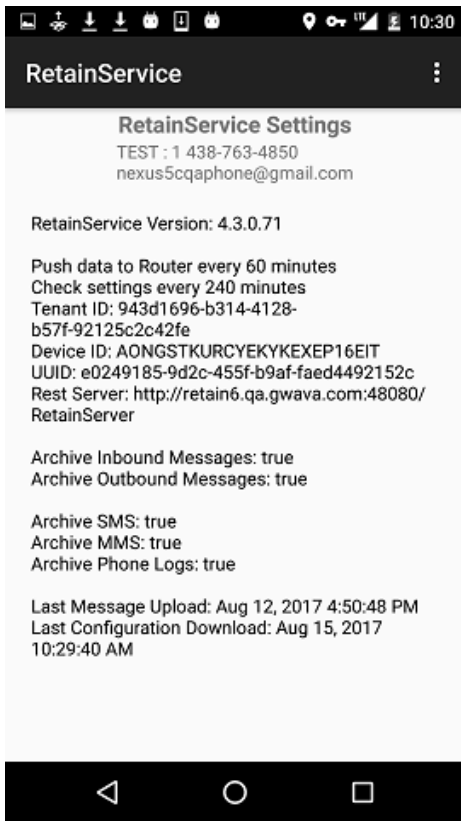 LTE
10:30
RetainService
RetainService Settings
TEST : 1 438-763-4850
nexus5cqaphone@gmail.com
RetainService Version: 4.3.0.71
Push data to Router every 60 minutes
Check settings every 240 minutes
Tenant ID: 943d1696-b314-4128-
b57f-92125c2c42fe
Device ID: AONGSTKURCYEKYKEXEP16EIT
UUID: e0249185-9d2c-455f-b9af-faed4492152c
Rest Server: http://retain6.qa.gwava.com:48080/
RetainServer
Archive Inbound Messages: true
Archive Outbound Messages: true
Archive SMS: true
Archive MMS: true
Archive Phone Logs: true
Last Message Upload: Aug 12, 2017 4:50:48 PM
Last Configuration Download: Aug 15, 2017
10:29:40 AM